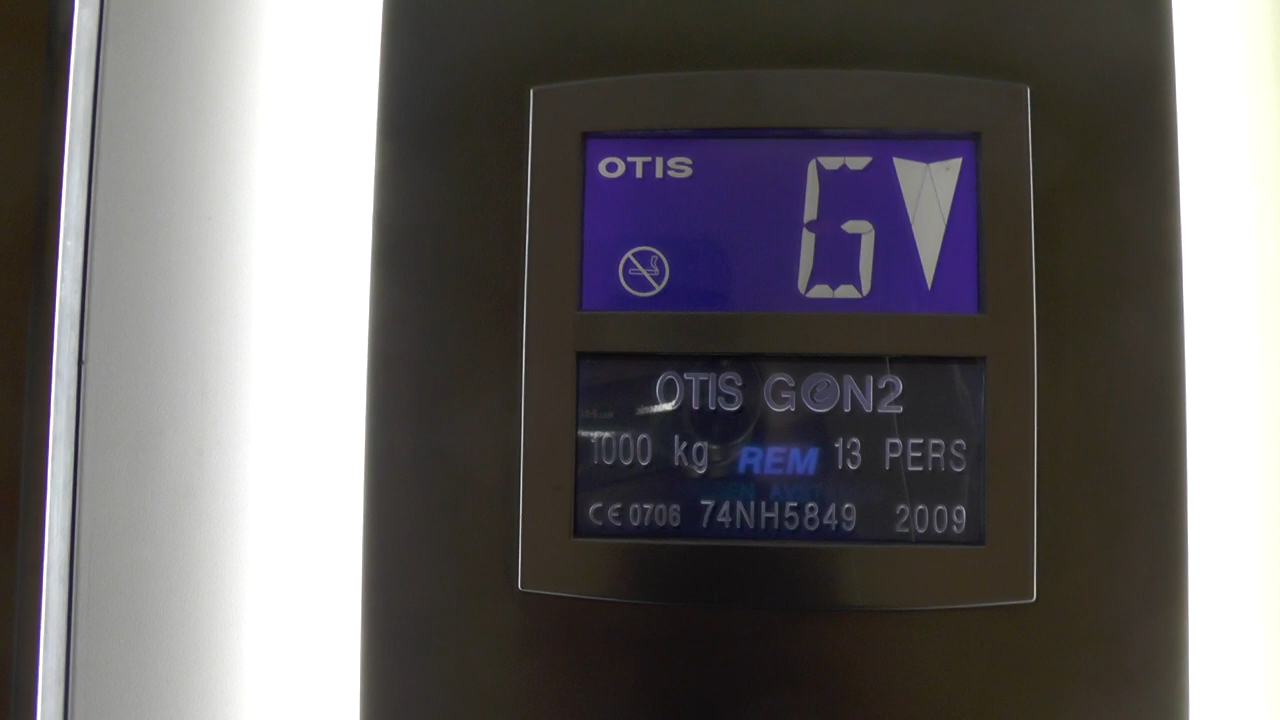 OTIS
G
OTIS GeN2
1000 kg REM 13 PERS
CE 0706 74NH5849 2009